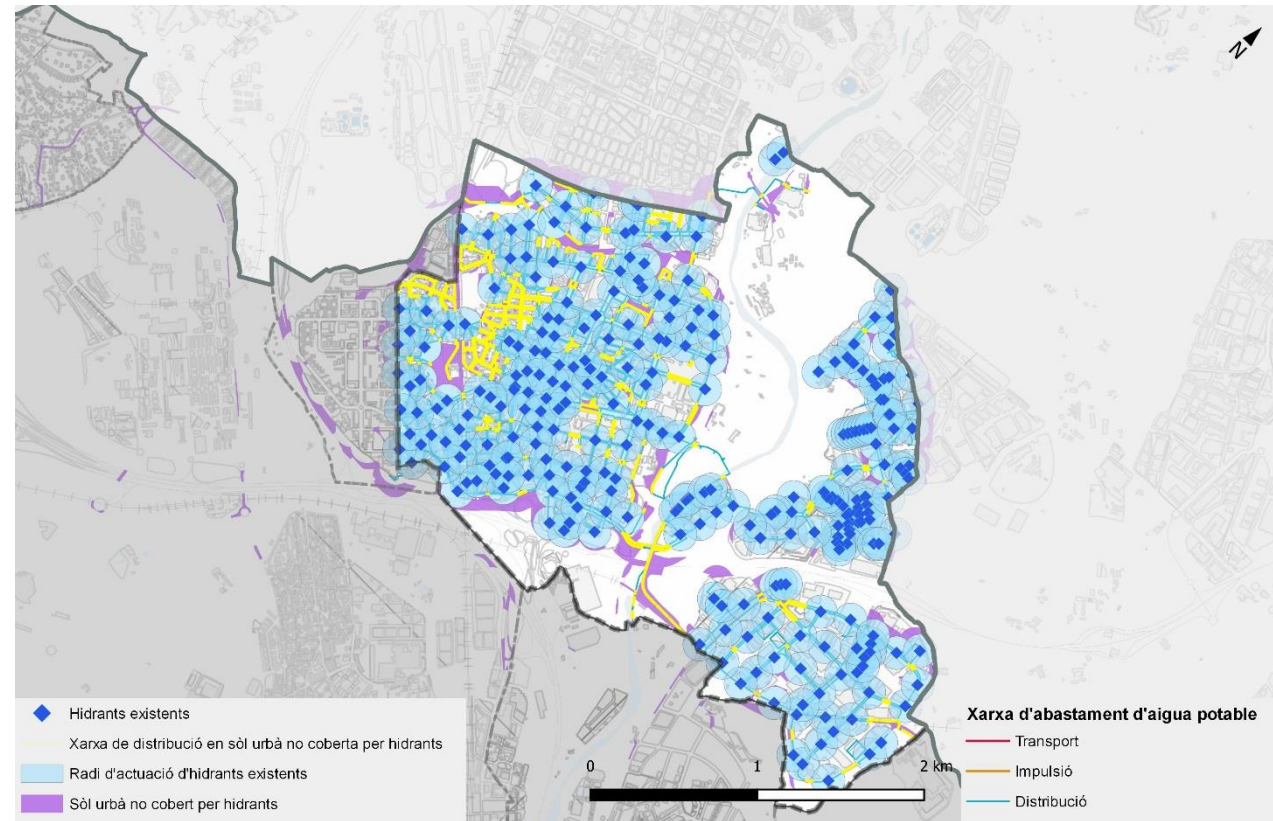 N
Hidrants existents
Xarxa de distribució en sòl urbà no coberta per hidrants
Radi d'actuació d'hidrants existents
Sòl urbà no cobert per hidrants
0 1 2 km
Xarxa d'abastament d'aigua potable
Transport
Impulsió
Distribució